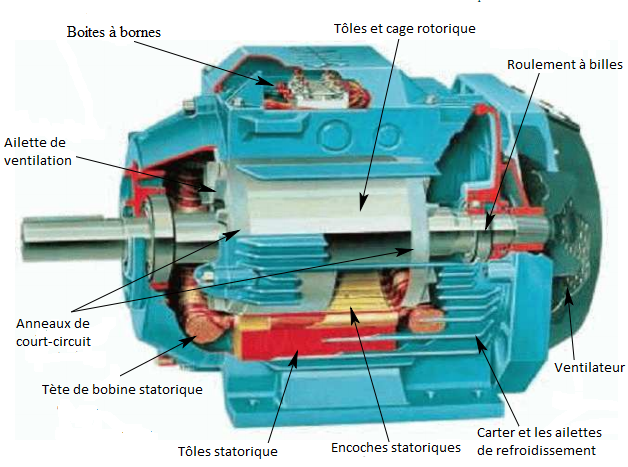 Boites à bornes
Tôles et cage rotorique
Roulement à billes
Ailette de
ventilation
Anneaux de
court-circuit
Ventilateur
Tète de bobine statorique
Carter et les ailettes
de refroidissement
Tôles statorique
Encoches statoriques